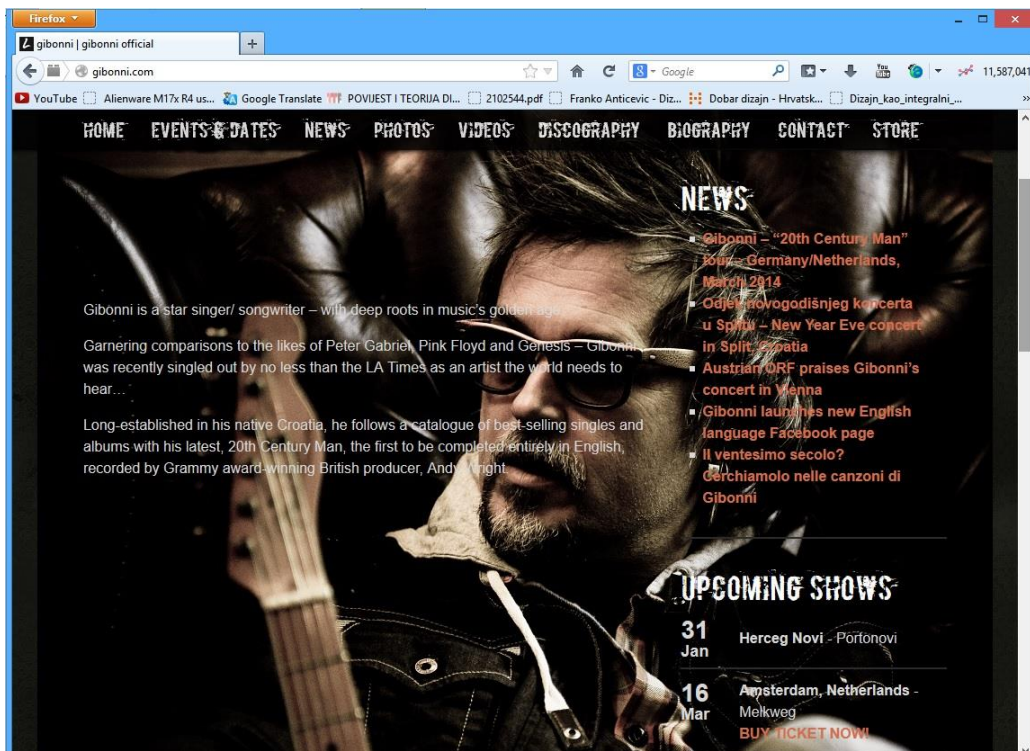 Firefox
gibonni | gibonni official
gibonni.com
Google
11,587,041
YouTube Alienware M17x R4 us... Google Translate POVIJEST I TEORIJA DI... 2102544.pdf Franko Anticevic - Diz... Dobar dizajn - Hrvatsk... Dizajn_kao_integralni_... »
HOME EVENTS & DATES NEWS PHOTOS VIDEOS DISCOGRAPHY BIOGRAPHY CONTACT STORE
Gibonni is a star singer/ songwriter – with deep roots in music's golden age.
Garnering comparisons to the likes of Peter Gabriel, Pink Floyd and Genesis – Gibonni
was recently singled out by no less than the LA Times as an artist the world needs to
hear…
Long-established in his native Croatia, he follows a catalogue of best-selling singles and
albums with his latest, 20th Century Man, the first to be completed entirely in English,
recorded by Grammy award-winning British producer, Andy Wright.
NEWS
Gibonni – “20th Century Man”
tour – Germany/Netherlands,
March 2014
Odjek novogodišnjeg koncerta
u Splitu – New Year Eve concert
in Split, Croatia
Austrian ORF praises Gibonni’s
concert in Vienna
Gibonni launches new English
language Facebook page
Il ventesimo secolo?
Cerchiamolo nelle canzoni di
Gibonni
UPCOMING SHOWS
31
Jan
Herceg Novi - Portonovi
16
Mar
Amsterdam, Netherlands -
Melkweg
BUY TICKET NOW!